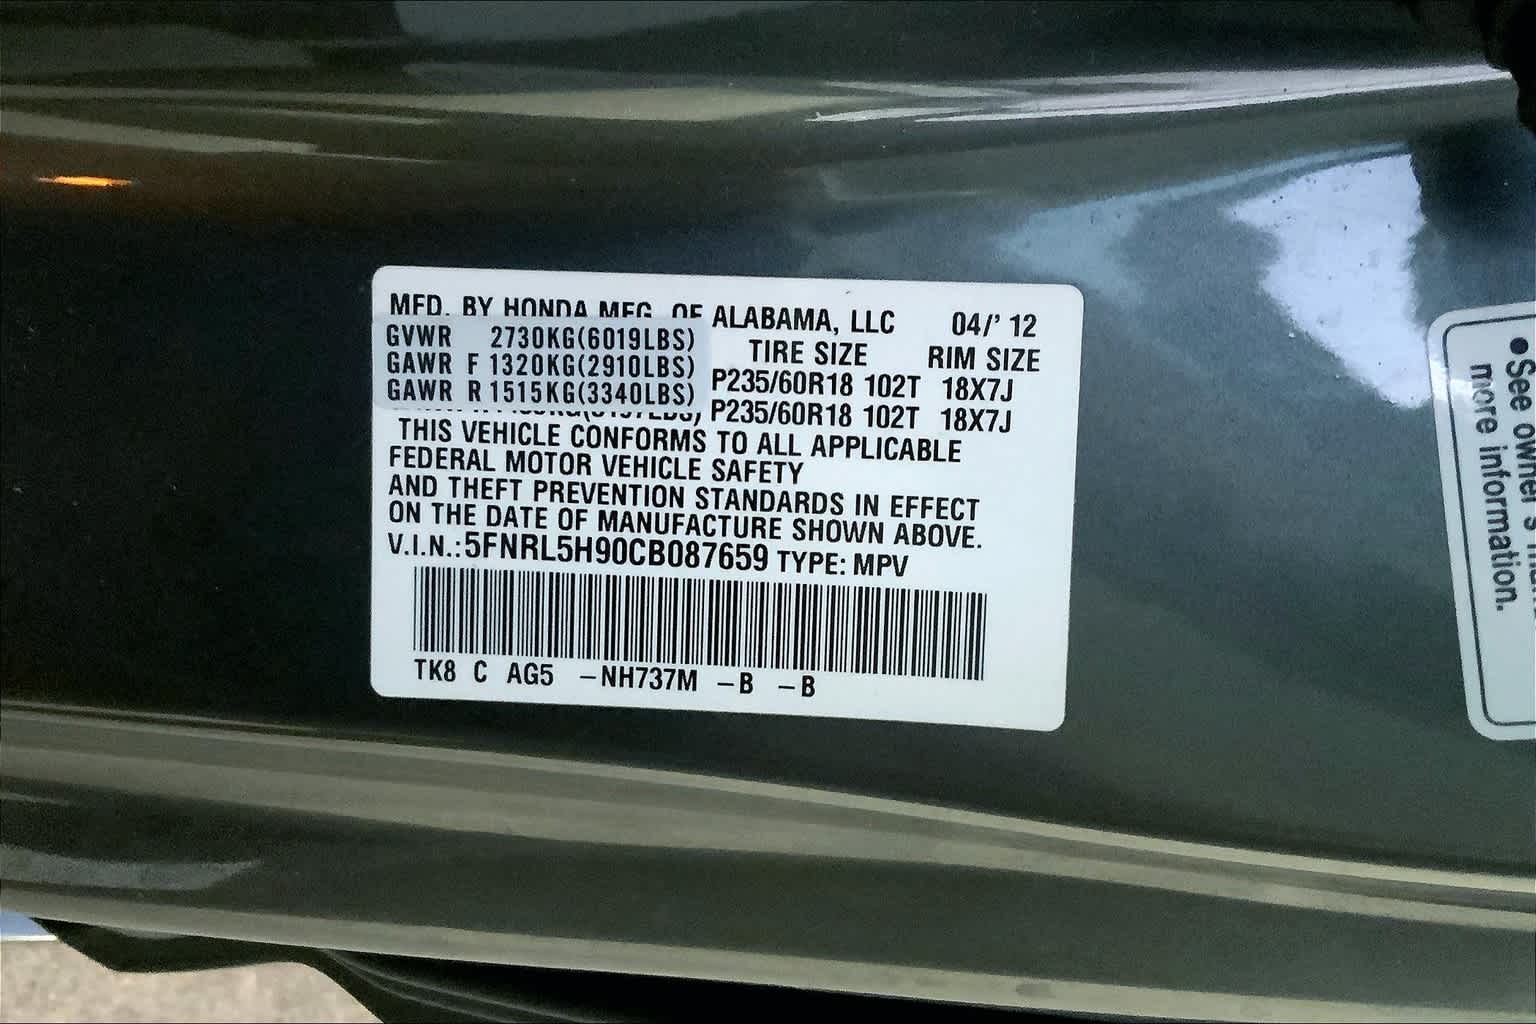 MFD. BY HONDA MFG. OF ALABAMA, LLC 04/' 12
GVWR 2730KG(6019LBS) TIRE SIZE RIM SIZE
GAWR F 1320KG(2910LBS) P235/60R18 102T 18X7J
GAWR R 1515KG(3340LBS) P235/60R18 102T 18X7J
THIS VEHICLE CONFORMS TO ALL APPLICABLE
FEDERAL MOTOR VEHICLE SAFETY
AND THEFT PREVENTION STANDARDS IN EFFECT
ON THE DATE OF MANUFACTURE SHOWN ABOVE.
V.I.N.:5FNRL5H90CB087659 TYPE: MPV
TK8 C AG5 -NH737M -B -B
•See owner's
more information.